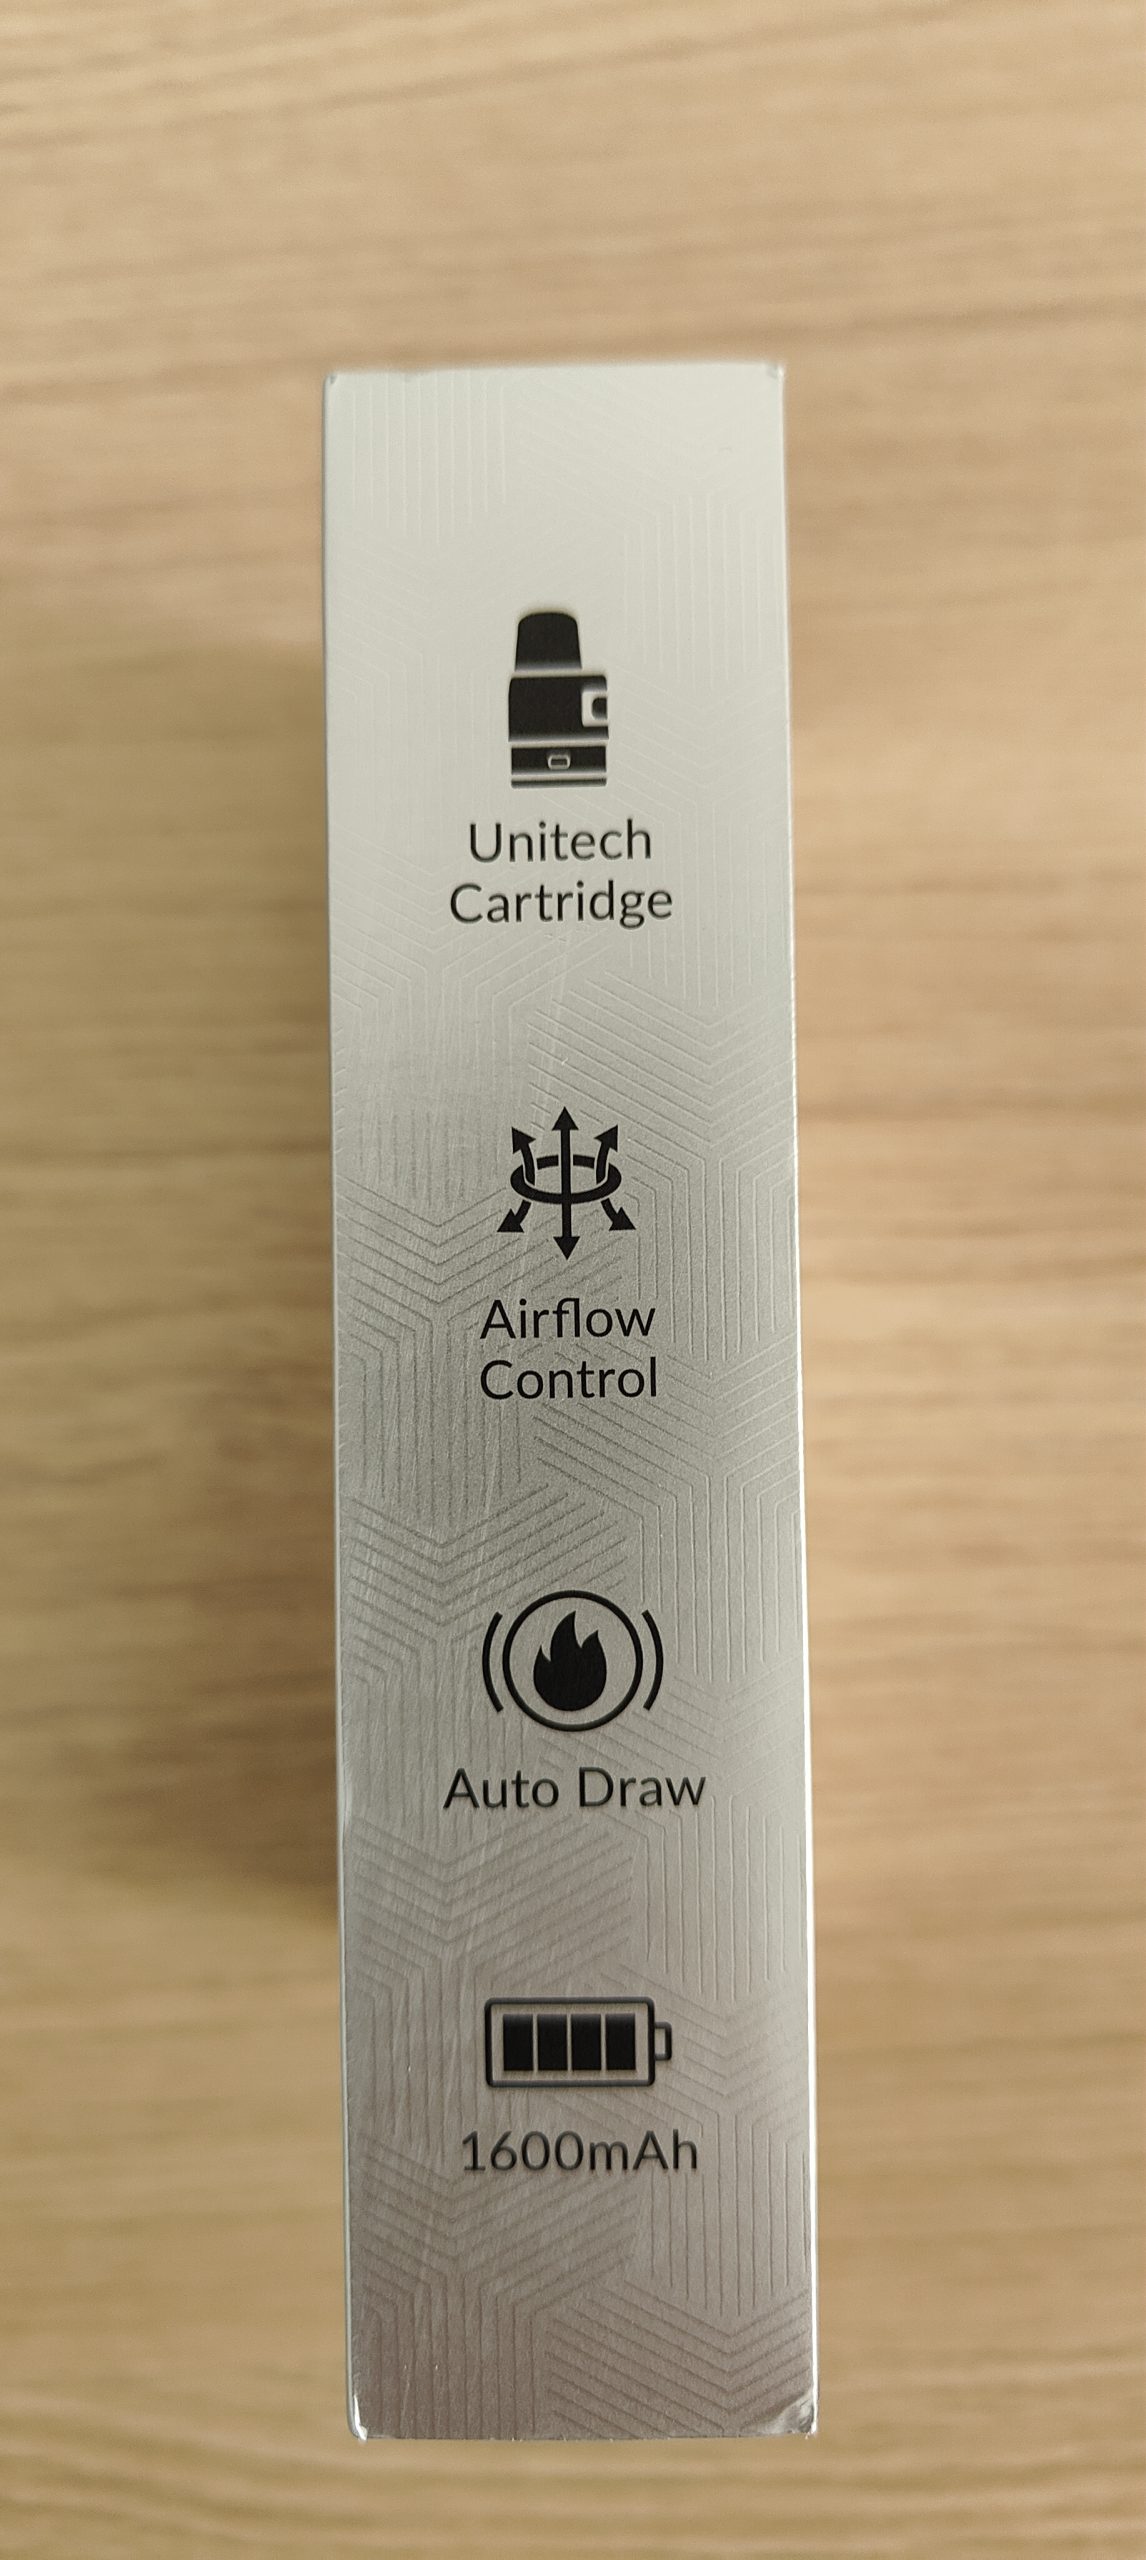 Unitech
Cartridge
Airflow
Control
Auto Draw
1600mAh